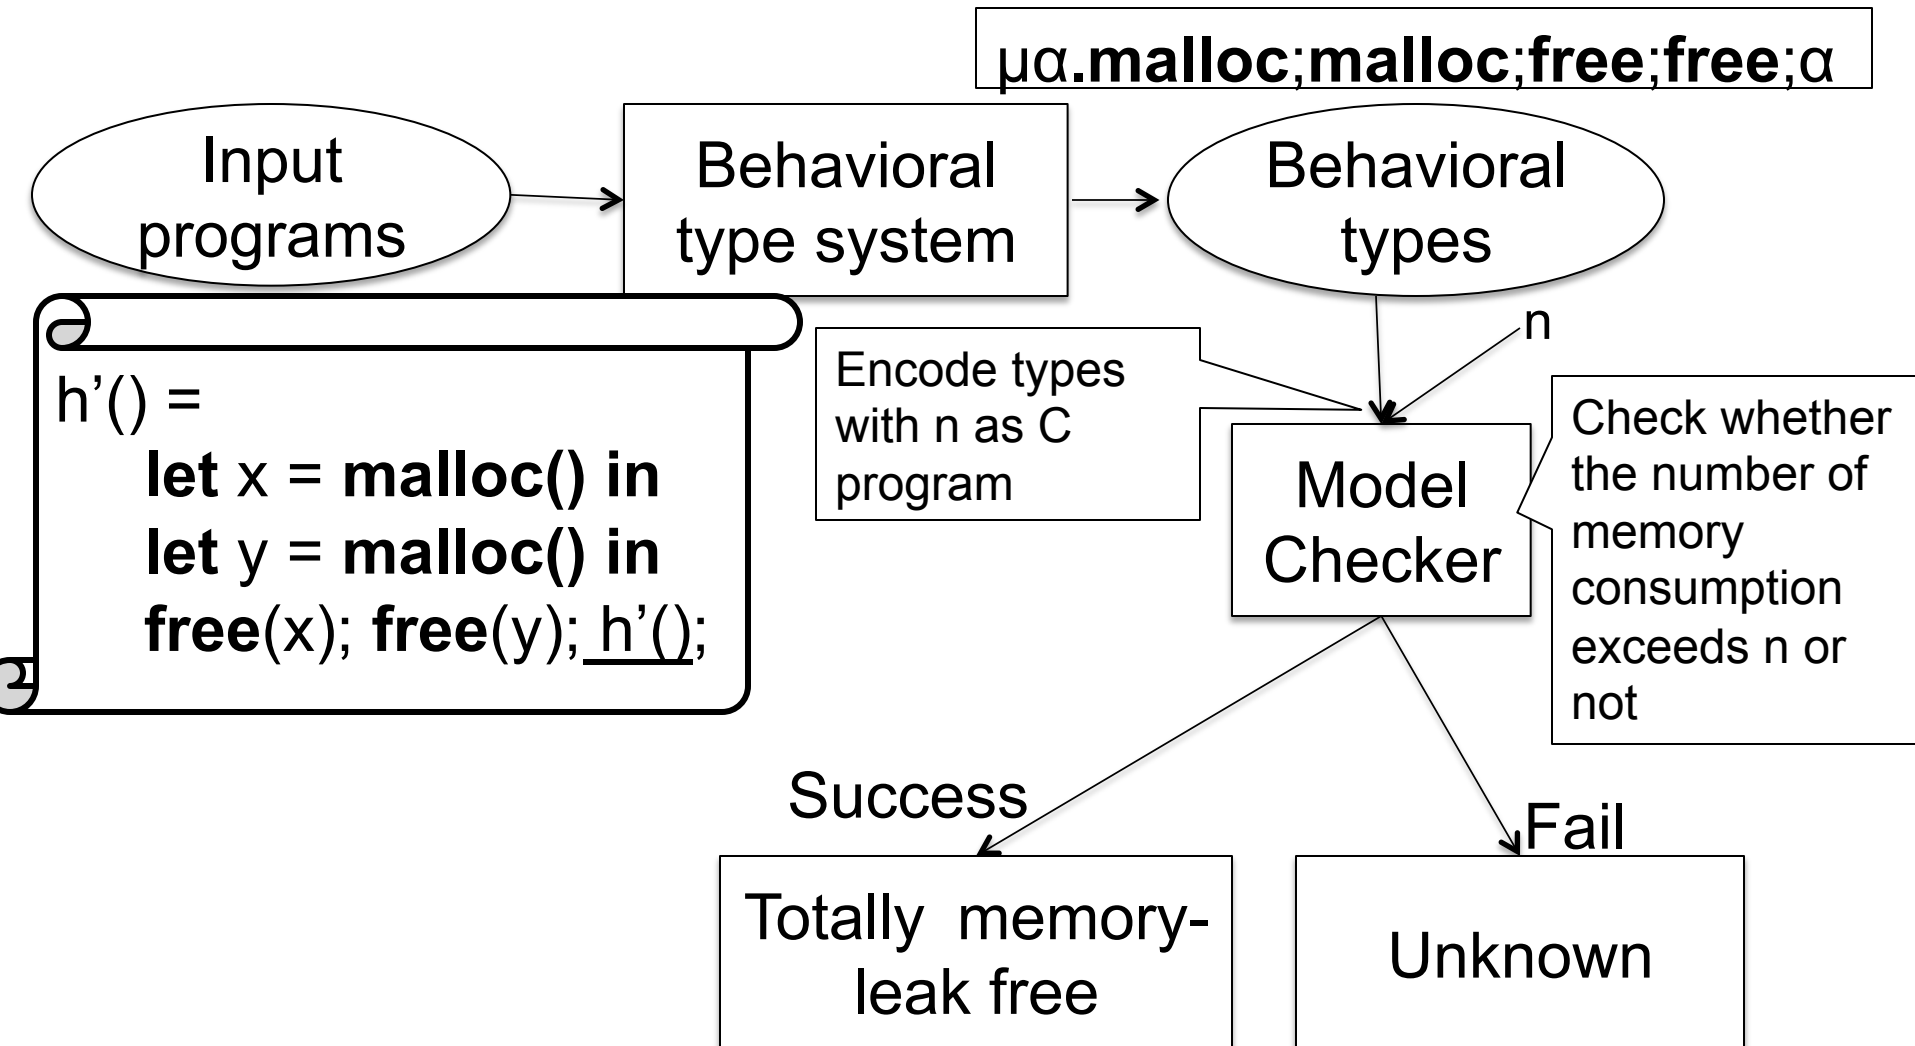 μα.malloc;malloc;free;free;α
Input
programs
Behavioral
type system
Behavioral
types
n
h’() =
let x = malloc() in
let y = malloc() in
free(x); free(y); h’();
Encode types
with n as C
program
Model
Checker
Check whether
the number of
memory
consumption
exceeds n or
not
Success
Fail
Totally memory-
leak free
Unknown